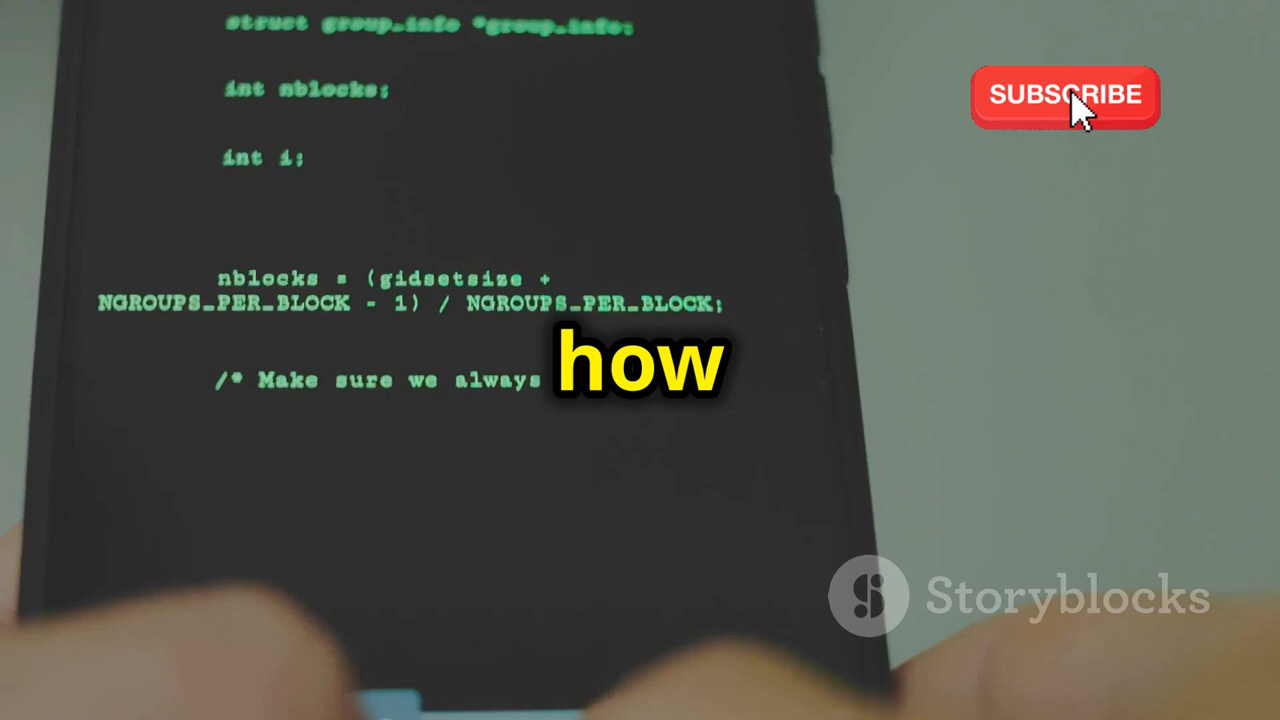 struct group_info *group_info;
SUBSCRIBE
int nblocks;
int i;
nblocks = (gidsetsize +
NGROUPS_PER_BLOCK - 1) / NGROUPS_PER_BLOCK;
/* Make sure we always
how
Storyblocks